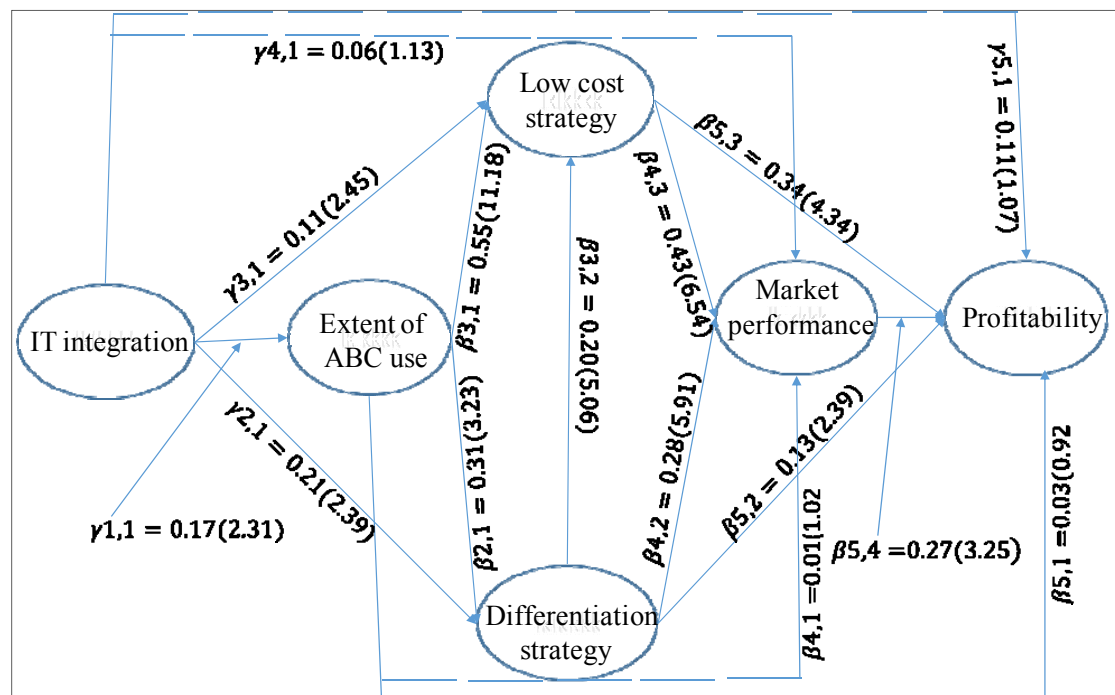 γ4,1 = 0.06(1.13)
γ5,1 = 0.11(1.07)
Low cost
strategy
β5,3 = 0.34(4.34)
γ3,1 = 0.11(2.45)
β3,1 = 0.55(11.18)
β4,3 = 0.43(6.54)
β3,2 = 0.20(5.06)
IT integration
Extent of
ABC use
Market
performance
Profitability
γ2,1 = 0.21(2.39)
β2,1 = 0.31(3.23)
β4,2 = 0.28(5.91)
β5,2 = 0.13(2.39)
γ1,1 = 0.17(2.31)
β4,1 =0.01(1.02
β5,4 =0.27(3.25)
β5,1 = 0.03(0.92
Differentiation
strategy